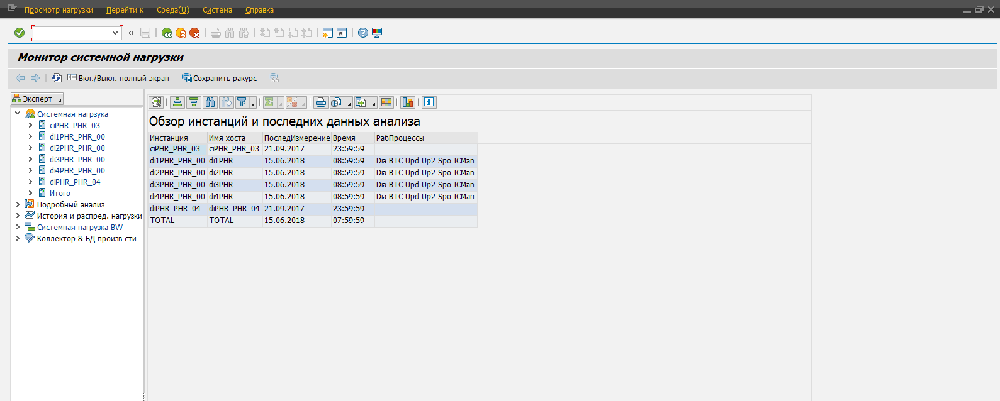 Просмотр нагрузки Перейти к Среда(U) Система Справка
Монитор системной нагрузки
Вкл./Выкл. полный экран Сохранить ракурс
Эксперт
Системная нагрзука
ciPHR_PHR_03
di1PHR_PHR_00
di2PHR_PHR_00
di3PHR_PHR_00
di4PHR_PHR_00
diPHR_PHR_04
Итого
Подробный анализ
История и распред. нагрузки
Системная нагрузка BW
Коллектор & БД произв-сти
Обзор инстанций и последних данных анализа
Инстанция Имя хоста ПоследИзмерение Время РабПроцессы
ciPHR_PHR_03 ciPHR_PHR_03 21.09.2017 23:59:59
di1PHR_PHR_00 di1PHR 15.06.2018 08:59:59 Dia BTC Upd Up2 Spo ICMan
di2PHR_PHR_00 di2PHR 15.06.2018 08:59:59 Dia BTC Upd Up2 Spo ICMan
di3PHR_PHR_00 di3PHR 15.06.2018 08:59:59 Dia BTC Upd Up2 Spo ICMan
di4PHR_PHR_00 di4PHR 15.06.2018 08:59:59 Dia BTC Upd Up2 Spo ICMan
diPHR_PHR_04 diPHR_PHR_04 21.09.2017 23:59:59
TOTAL TOTAL 15.06.2018 07:59:59